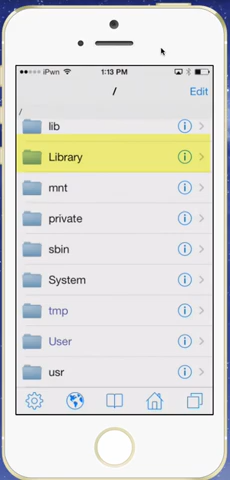 iPwn 1:13 PM
/ Edit
/
lib
Library
mnt
private
sbin
System
tmp
User
usr